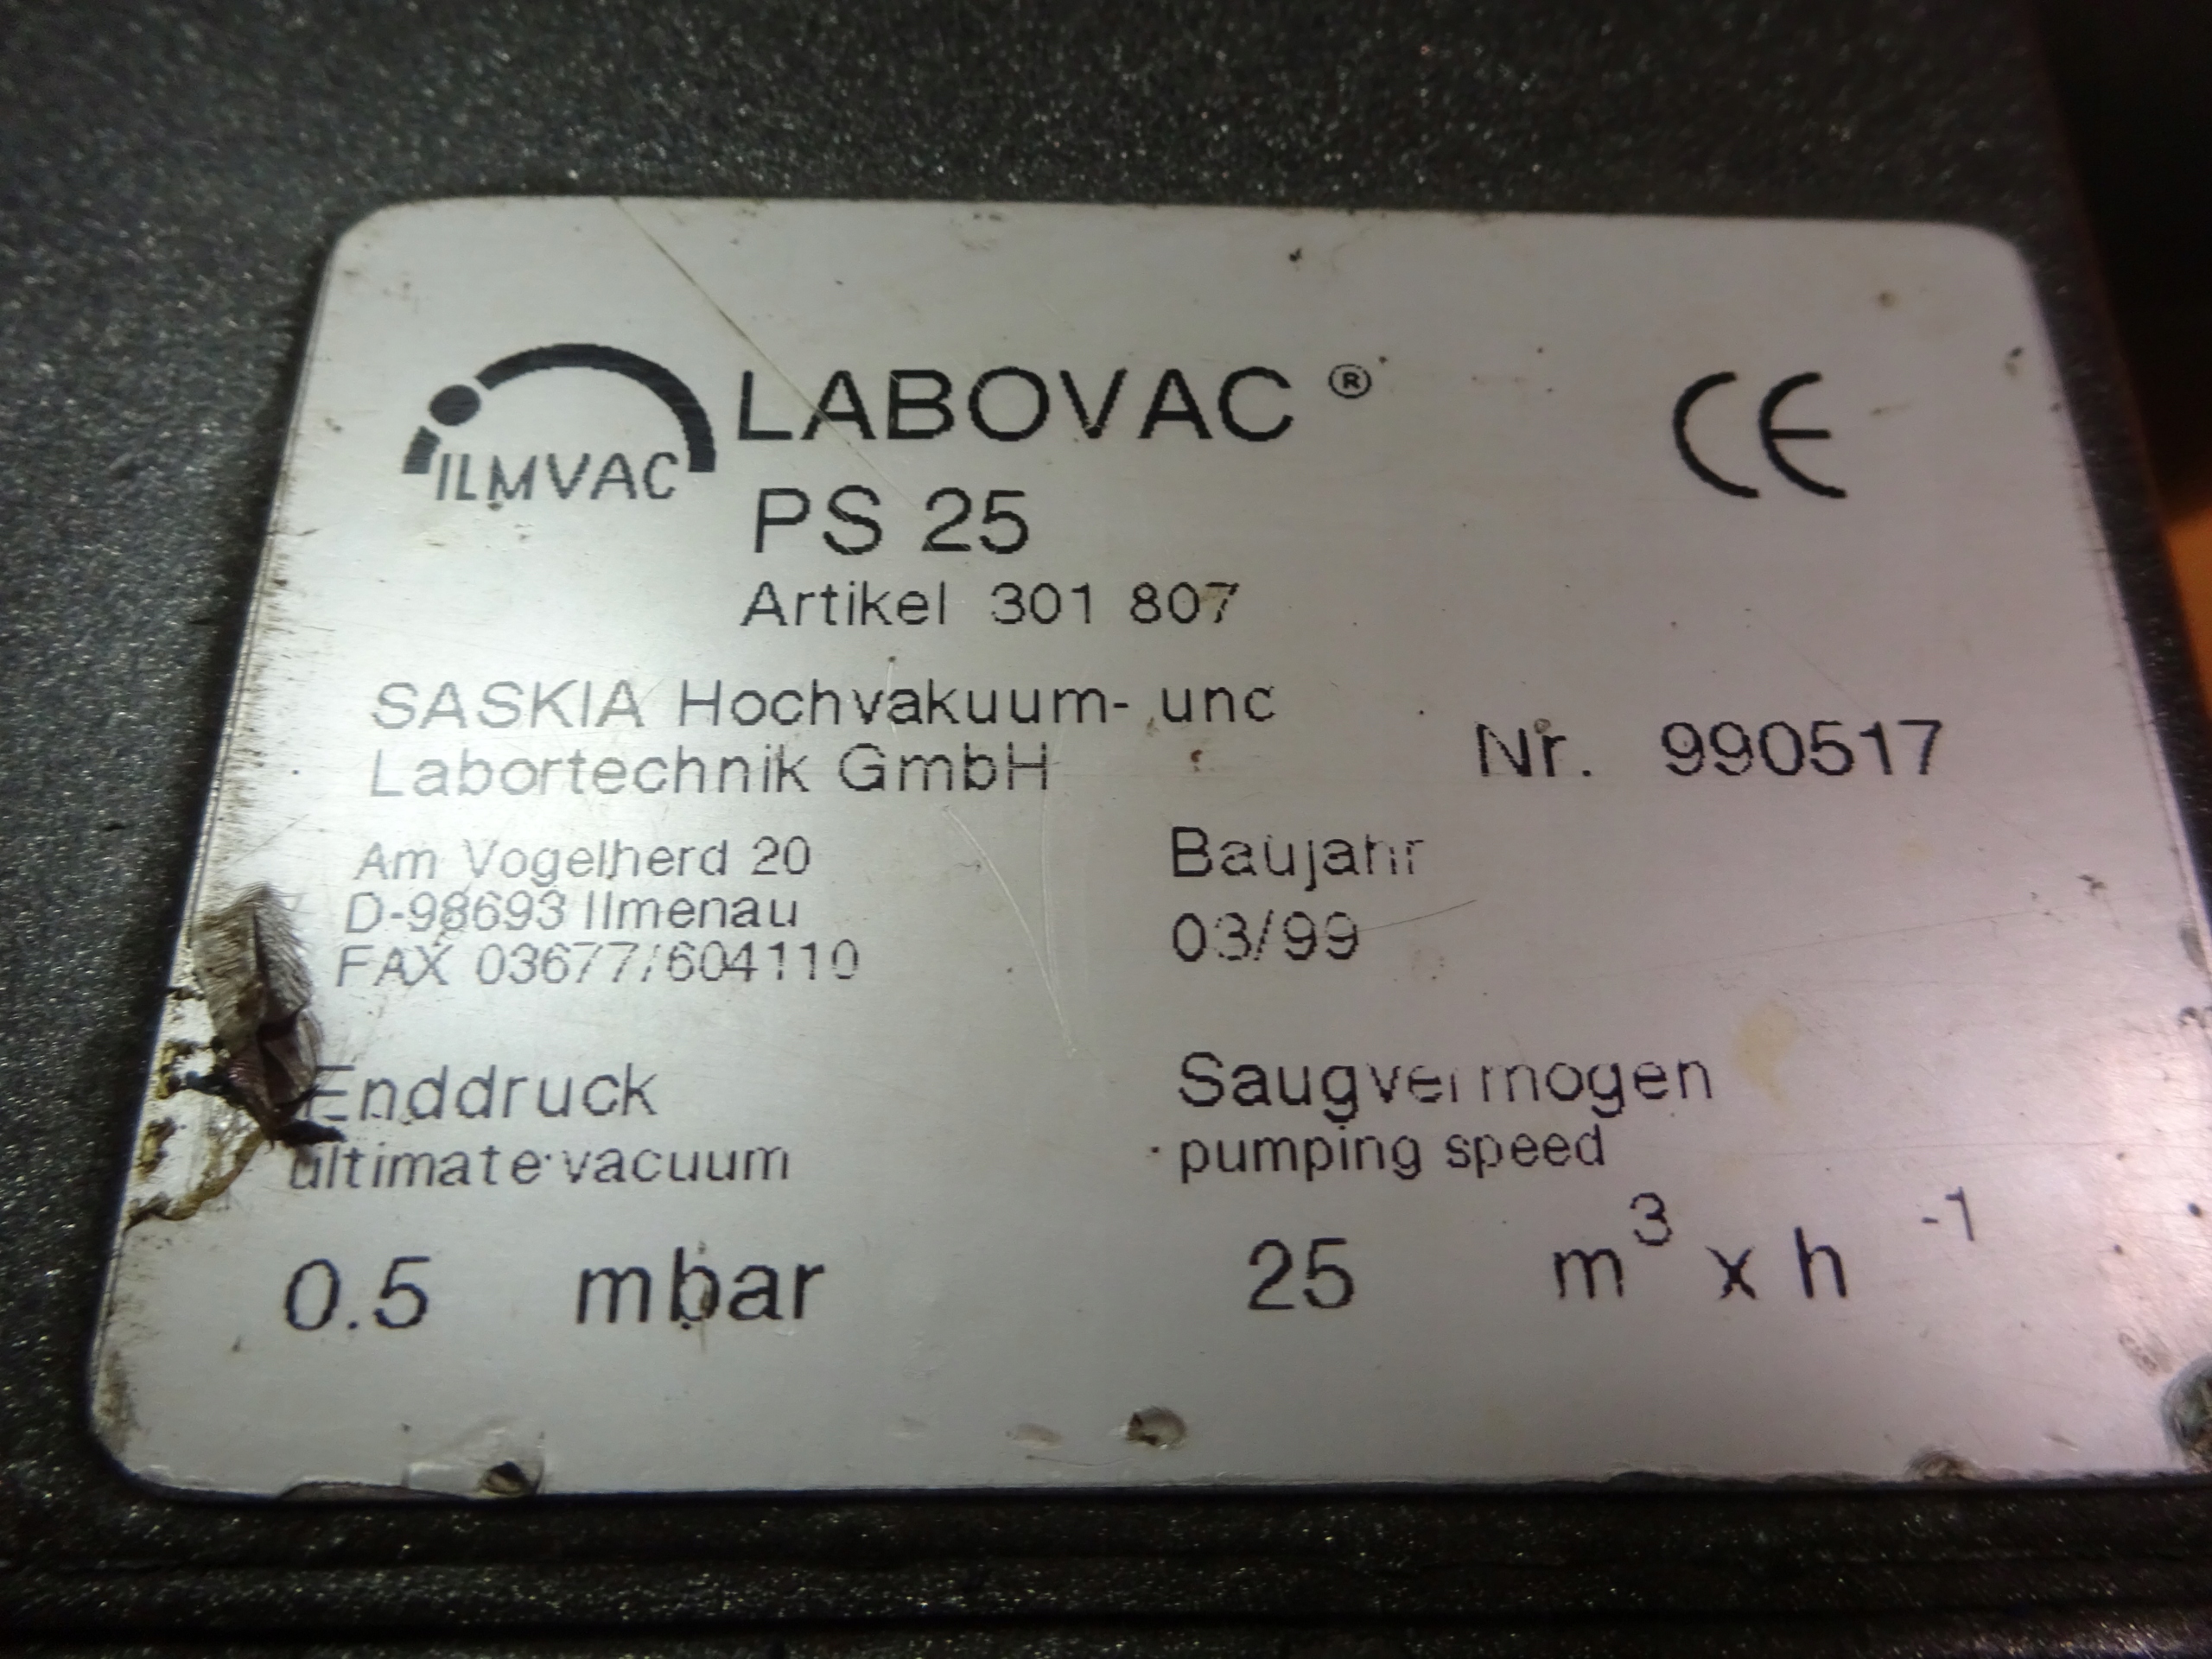 ILMVAC
LABOVAC ®
CE
PS 25
Artikel 301 807
SASKIA Hochvakuum- und
Labortechnik GmbH
Nr. 990517
Am Vogelherd 20
D-98693 Ilmenau
FAX 03677/604110
Baujahr
03/99
Enddruck
ultimate vacuum
0.5 mbar
Saugvermogen
pumping speed
25 m³ x h ⁻¹